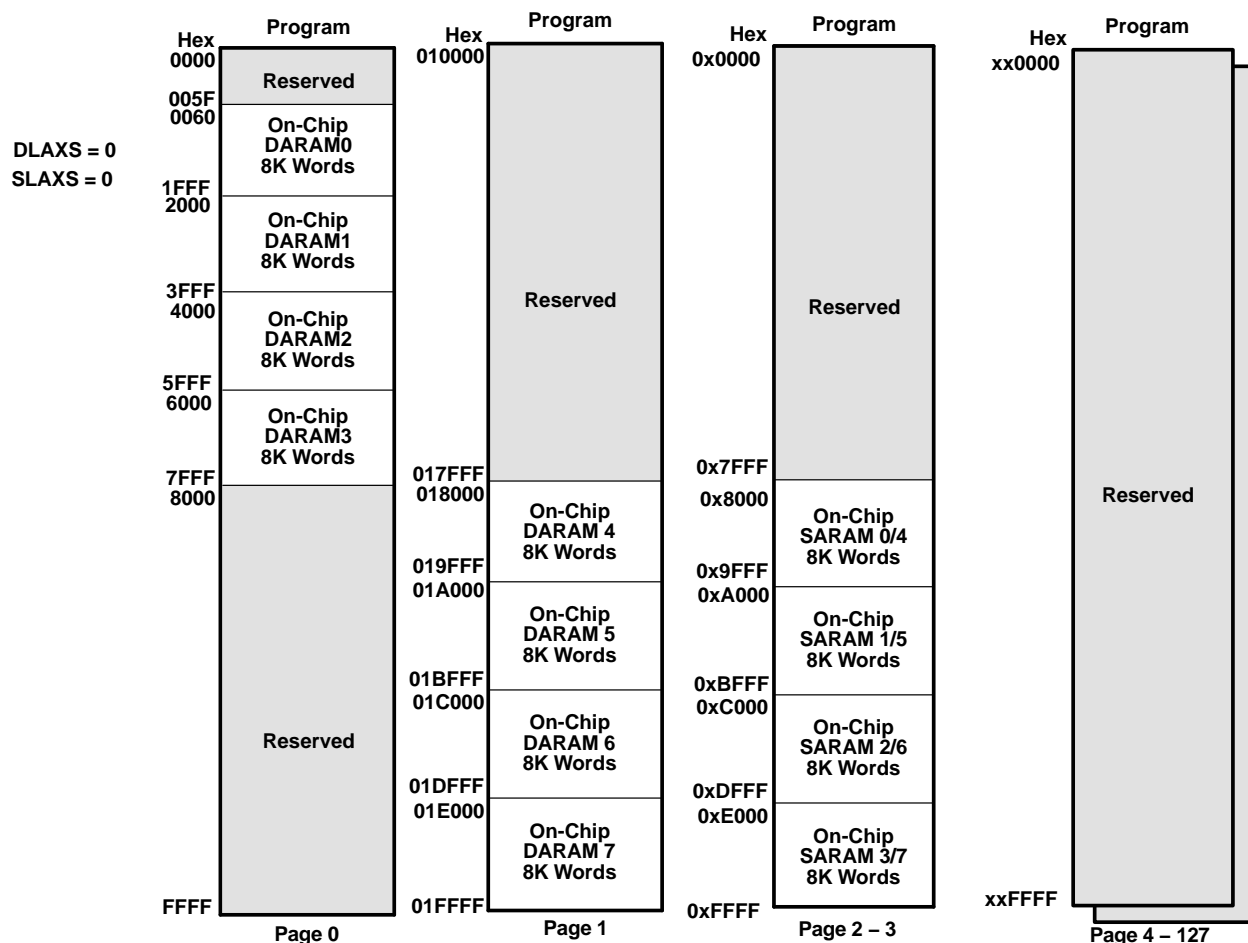 DLAXS = 0
SLAXS = 0
Hex
Program
0000
Reserved
005F
0060
On-Chip
DARAM0
8K Words
1FFF
2000
On-Chip
DARAM1
8K Words
3FFF
4000
On-Chip
DARAM2
8K Words
5FFF
6000
On-Chip
DARAM3
8K Words
7FFF
8000
Reserved
FFFF
Page 0
Hex
Program
010000
Reserved
017FFF
018000
On-Chip
DARAM 4
8K Words
019FFF
01A000
On-Chip
DARAM 5
8K Words
01BFFF
01C000
On-Chip
DARAM 6
8K Words
01DFFF
01E000
On-Chip
DARAM 7
8K Words
01FFFF
Page 1
Hex
Program
0x0000
Reserved
0x7FFF
0x8000
On-Chip
SARAM 0/4
8K Words
0x9FFF
0xA000
On-Chip
SARAM 1/5
8K Words
0xBFFF
0xC000
On-Chip
SARAM 2/6
8K Words
0xDFFF
0xE000
On-Chip
SARAM 3/7
8K Words
0xFFFF
Page 2 – 3
Hex
Program
xx0000
Reserved
xxFFFF
Page 4 – 127